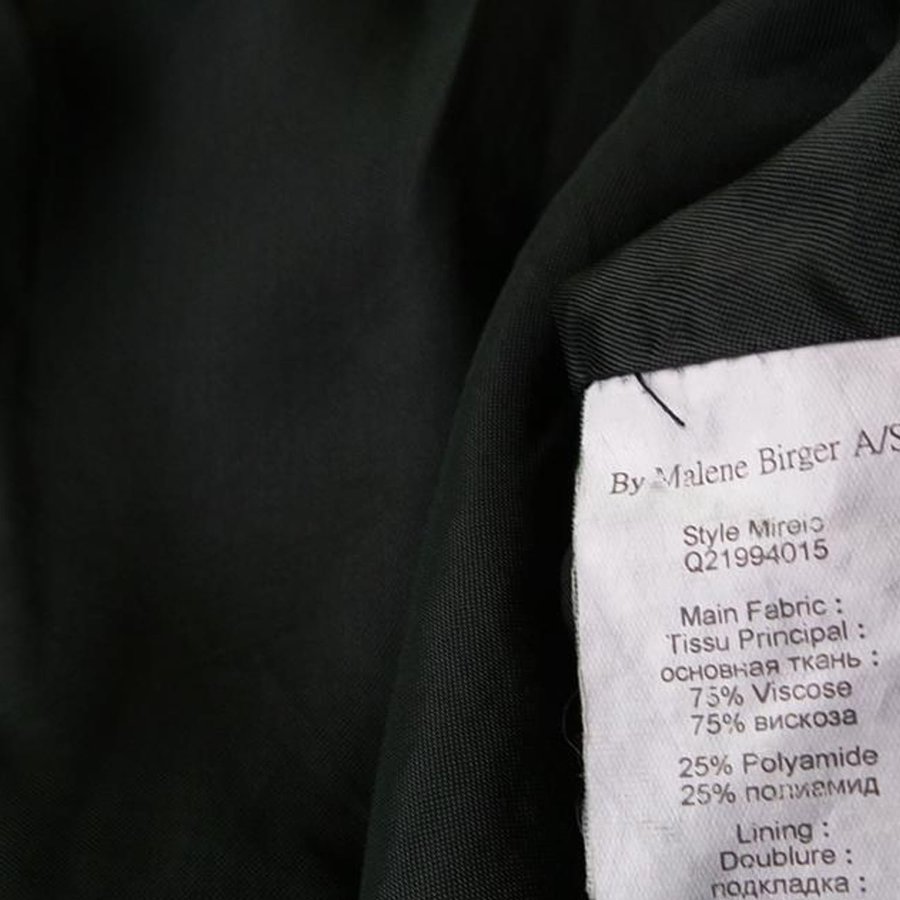 By Malene Birger A/S
Style
Q21994015
Main Fabric :
Tissu Principal :
основная ткань :
75% Viscose
75% вискоза
25% Polyamide
25% полиамид
Lining :
Doublure :
подкладка :